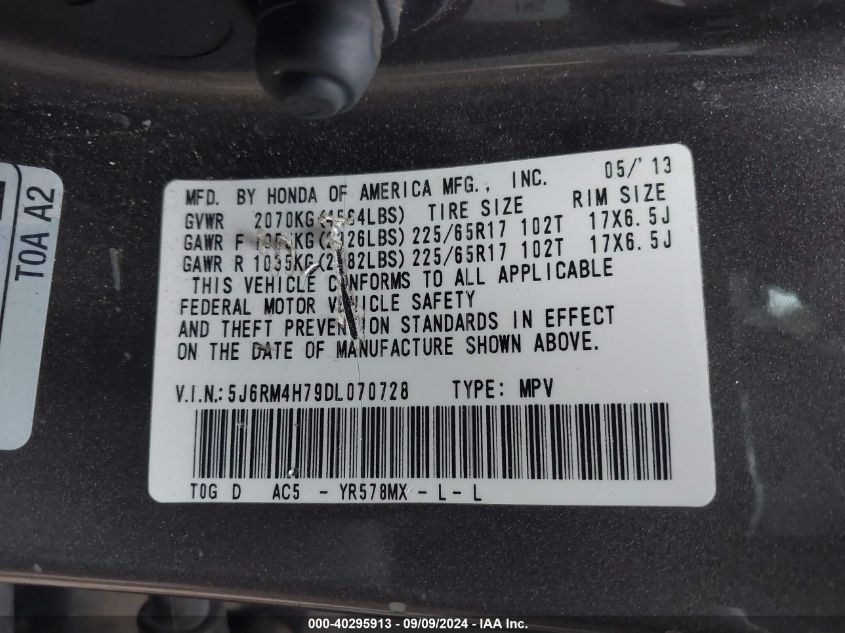 MFD. BY HONDA OF AMERICA MFG., INC. 05/'13
GVWR 2070KG LBS) TIRE SIZE RIM SIZE
GAWR F 225/65R17 102T 17X6.5J
GAWR R 1035KG 225/65R17 102T 17X6.5J
THIS VEHICLE CONFORMS TO ALL APPLICABLE
FEDERAL MOTOR VEHICLE SAFETY
AND THEFT PREVENTION STANDARDS IN EFFECT
ON THE DATE OF MANUFACTURE SHOWN ABOVE.
V.I.N.: 5J6RM4H79DL070728 TYPE: MPV
T0G D AC5 - YR578MX - L - L
T0A A2
000-40295913 - 09/09/2024 - IAA Inc.